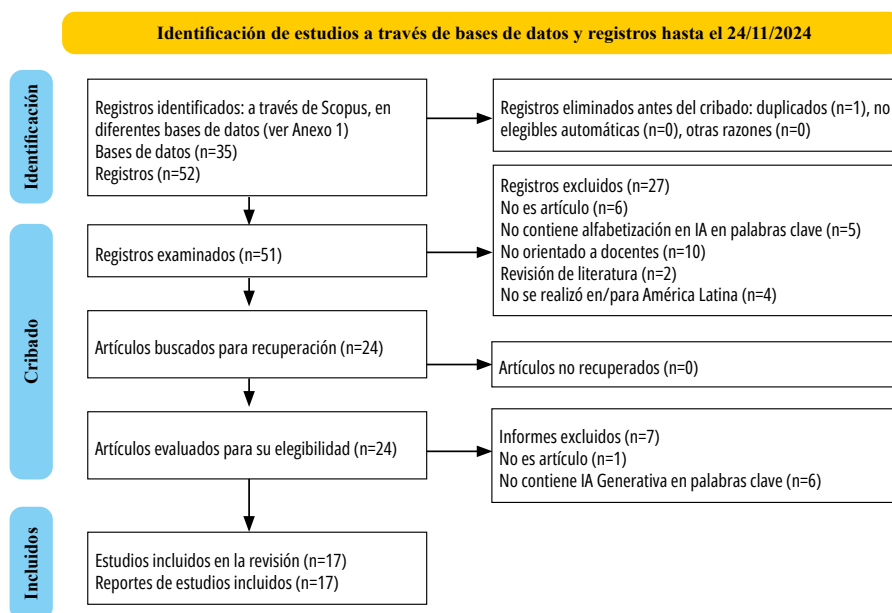 Identificación de estudios a través de bases de datos y registros hasta el 24/11/2024
Identificación
Registros identificados: a través de Scopus, en
diferentes bases de datos (ver Anexo 1)
Bases de datos (n=35)
Registros (n=52)
Registros eliminados antes del cribado: duplicados (n=1), no
elegibles automáticas (n=0), otras razones (n=0)
Cribado
Registros examinados (n=51)
Registros excluidos (n=27)
No es artículo (n=6)
No contiene alfabetización en IA en palabras clave (n=5)
No orientado a docentes (n=10)
Revisión de literatura (n=2)
No se realizó en/para América Latina (n=4)
Artículos buscados para recuperación (n=24)
Artículos no recuperados (n=0)
Artículos evaluados para su elegibilidad (n=24)
Informes excluidos (n=7)
No es artículo (n=1)
No contiene IA Generativa en palabras clave (n=6)
Incluidos
Estudios incluidos en la revisión (n=17)
Reportes de estudios incluidos (n=17)